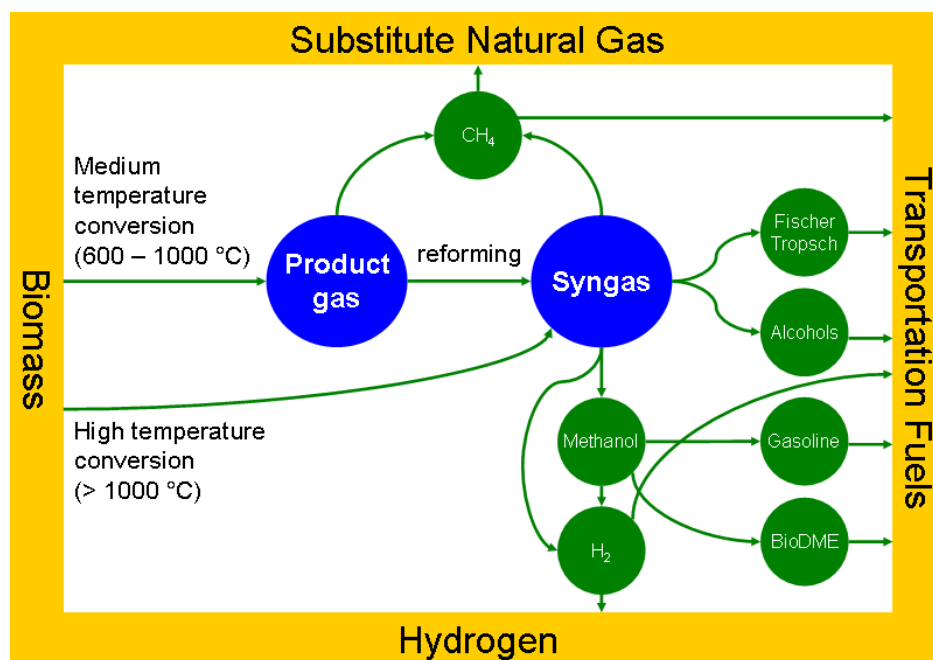 Substitute Natural Gas
CH₄
Medium
temperature
conversion
(600 – 1000 °C)
Product
gas
reforming
Syngas
Fischer
Tropsch
Alcohols
Biomass
Transportation Fuels
High temperature
conversion
(> 1000 °C)
Methanol
Gasoline
H₂
BioDME
Hydrogen